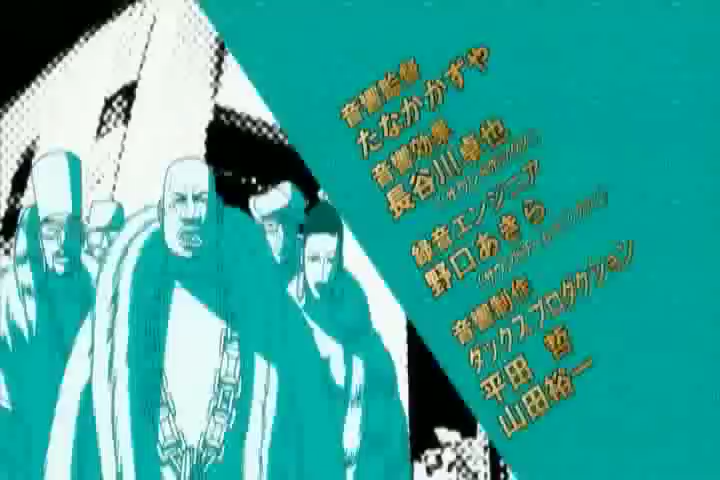 音響監督
たなかかずや
音響効果
長谷川卓也
録音エンジニア
野口あきら
音響制作
タックスプロダクション
平田 哲
山田裕一